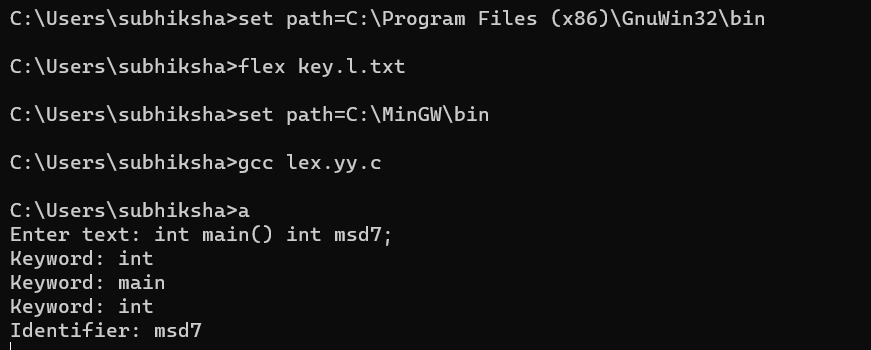 C:\Users\subhiksha>set path=C:\Program Files (x86)\GnuWin32\bin
C:\Users\subhiksha>flex key.l.txt
C:\Users\subhiksha>set path=C:\MinGW\bin
C:\Users\subhiksha>gcc lex.yy.c
C:\Users\subhiksha>a
Enter text: int main() int msd7;
Keyword: int
Keyword: main
Keyword: int
Identifier: msd7